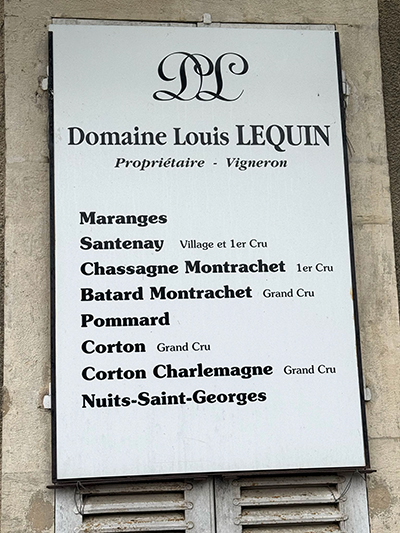 DL
Domaine Louis LEQUIN
Propriétaire - Vigneron
Maranges
Santenay Village et 1er Cru
Chassagne Montrachet 1er Cru
Batard Montrachet Grand Cru
Pommard
Corton Grand Cru
Corton Charlemagne Grand Cru
Nuits-Saint-Georges